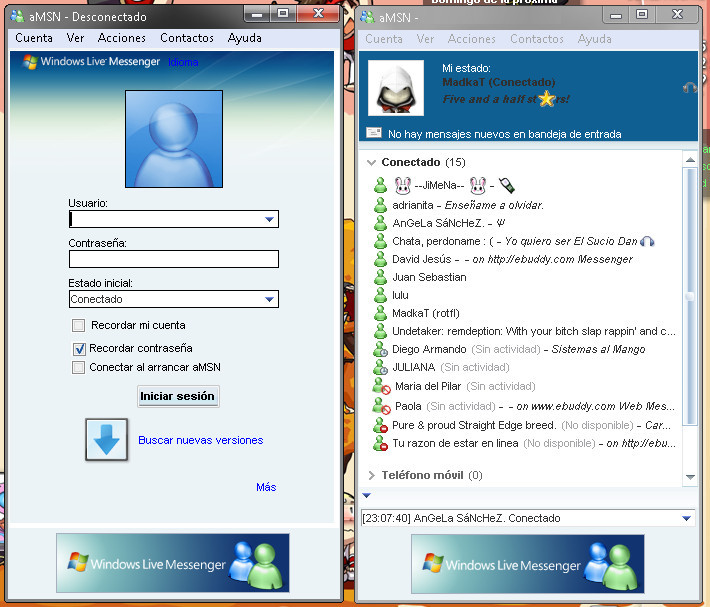 aMSN - Desconectado
Cuenta Ver Acciones Contactos Ayuda
Windows Live Messenger Idioma
Usuario:
Contraseña:
Estado inicial:
Conectado
Recordar mi cuenta
Recordar contraseña
Conectar al arrancar aMSN
Iniciar sesión
Buscar nuevas versiones
Más
Windows Live Messenger
Domingo de la proxima
aMSN -
Cuenta Ver Acciones Contactos Ayuda
Mi estado:
MadkaT (Conectado)
Five and a half st rs!
No hay mensajes nuevos en bandeja de entrada
Conectado (15)
--JiMeNa-- -
adrianita - Enseñame a olvidar.
AnGeLa SáNcHeZ. - Ψ
Chata, perdoname : ( - Yo quiero ser El Sucio Dan
David Jesús - - on http://ebuddy.com Messenger
Juan Sebastian
lulu
MadkaT (rotfl)
Undetaker: remdeption: With your bitch slap rappin' and c...
Diego Armando (Sin actividad) - Sistemas al Mango
JULIANA (Sin actividad)
Maria del Pilar (Sin actividad)
Paola (Sin actividad) - - on www.ebuddy.com Web Mes...
Pure & proud Straight Edge breed. (No disponible) - Car...
Tu razon de estar en linea (No disponible) - on http://ebu...
Teléfono móvil (0)
[23:07:40] AnGeLa SáNcHeZ. Conectado
Windows Live Messenger